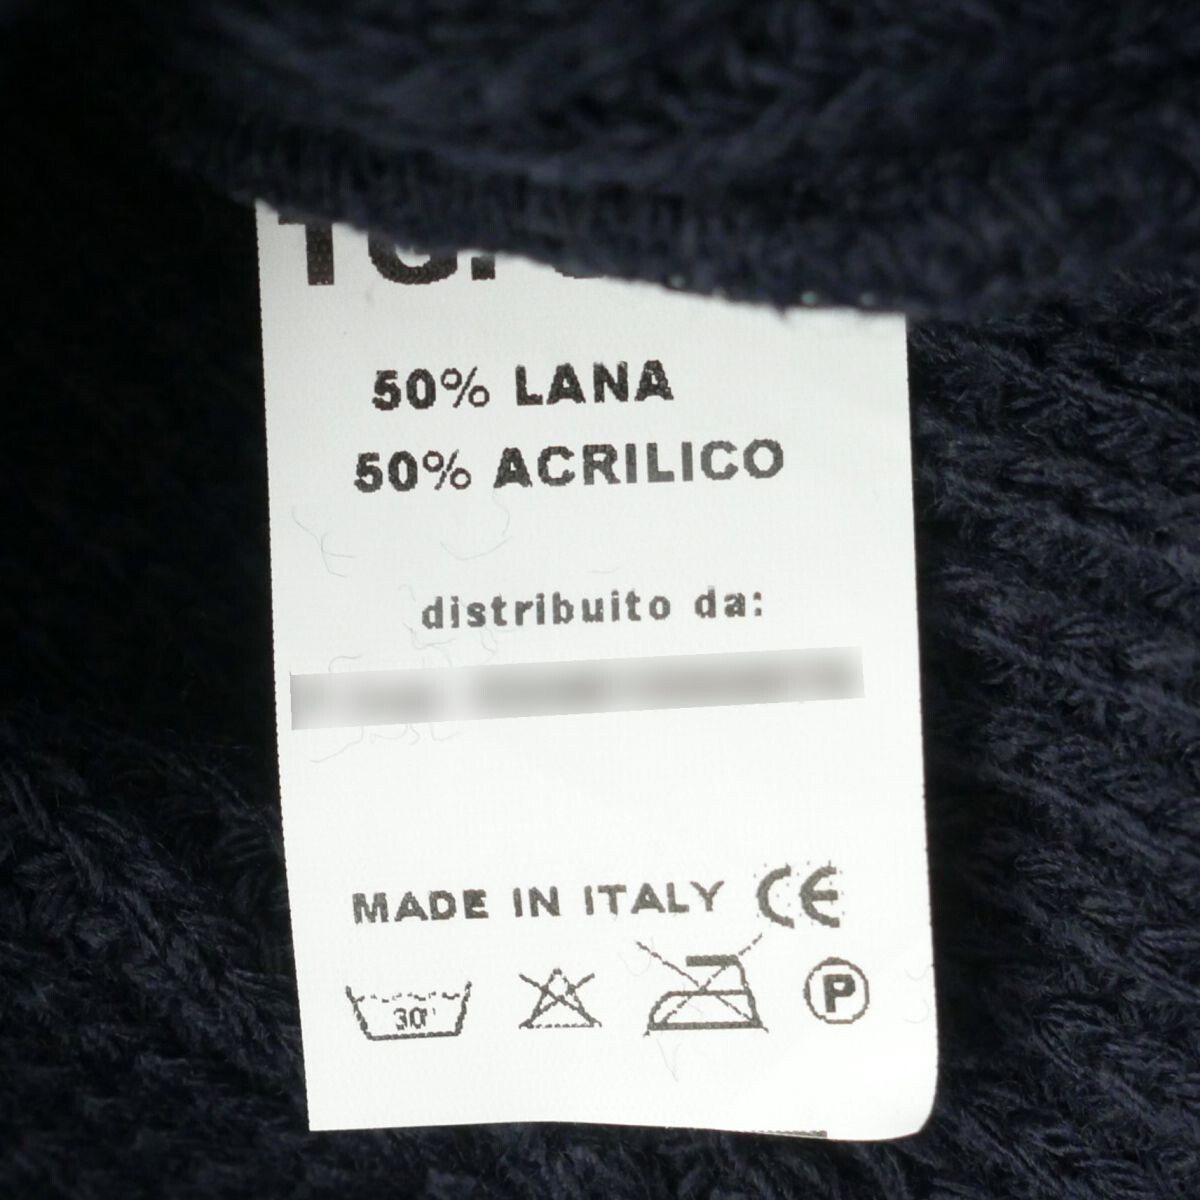 50% LANA
50% ACRILICO
distribuito da:
MADE IN ITALY CE
30°
P